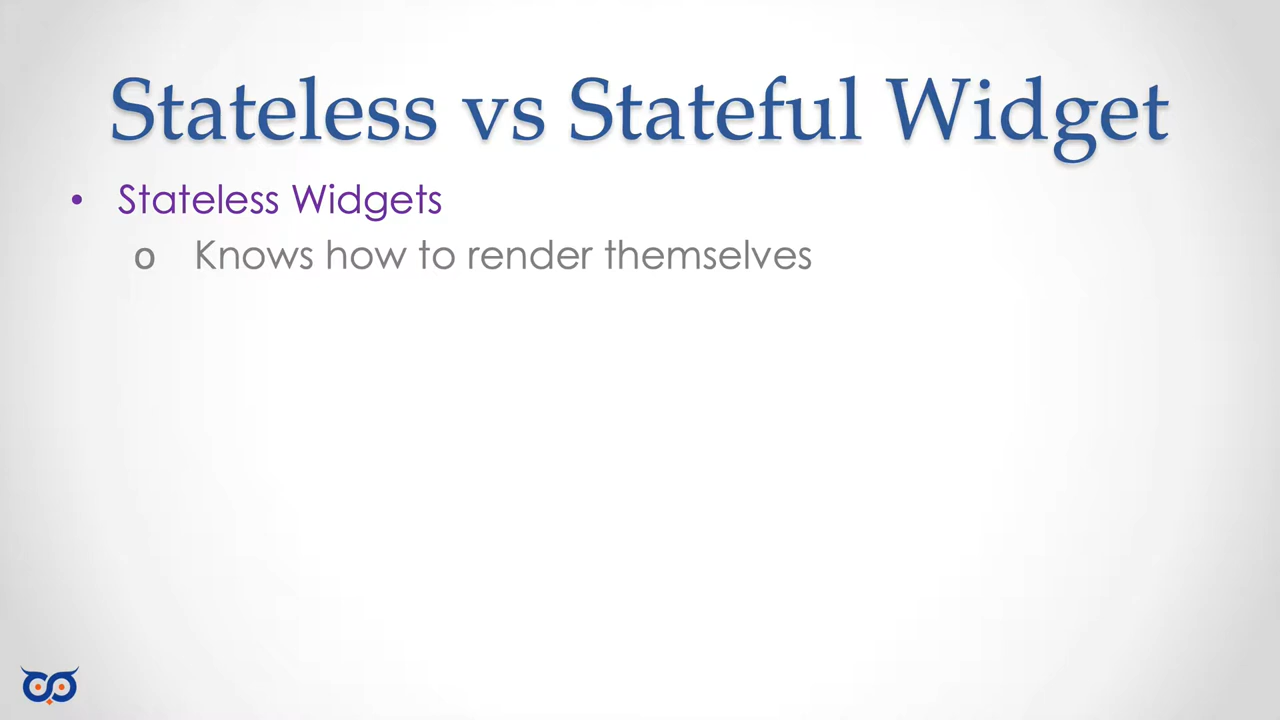 Stateless vs Stateful Widget
• Stateless Widgets
o Knows how to render themselves